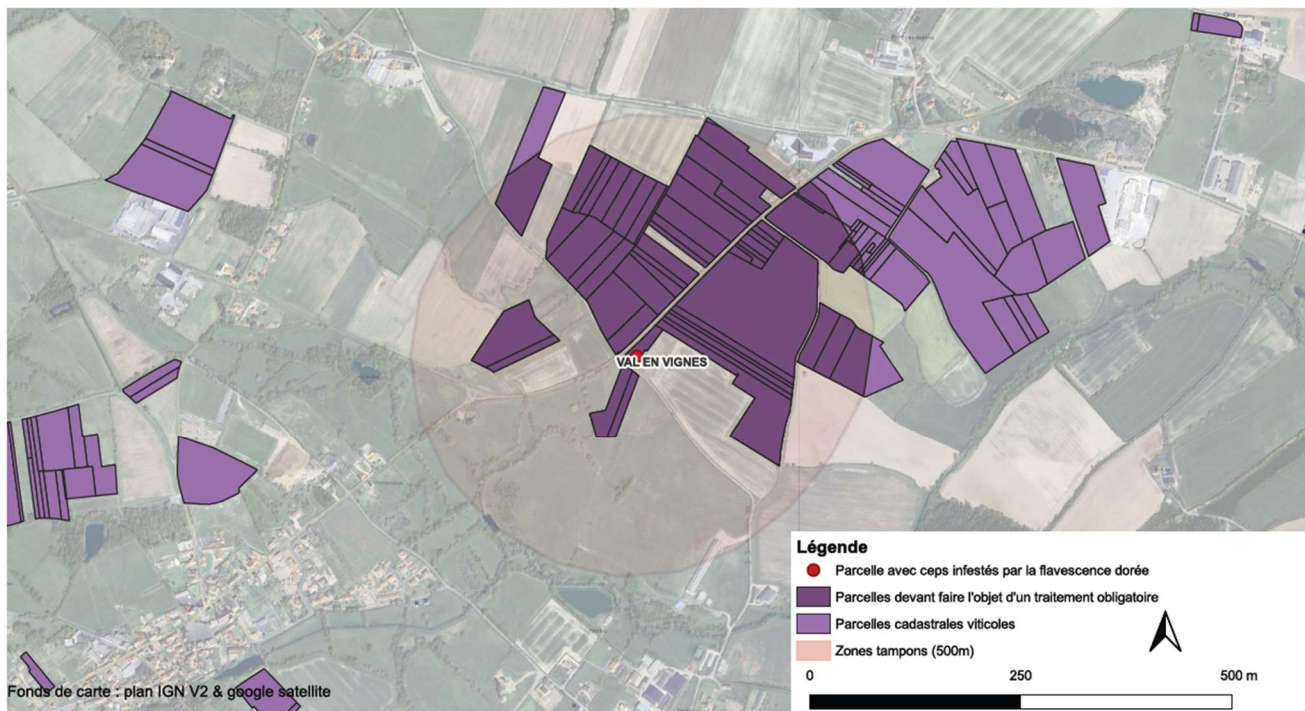 VAL EN VIGNES
Légende
Parcelle avec ceps infestés par la flavescence dorée
Parcelles devant faire l'objet d'un traitement obligatoire
Parcelles cadastrales viticoles
Zones tampons (500m)
0 250 500 m
Fonds de carte : plan IGN V2 & google satellite